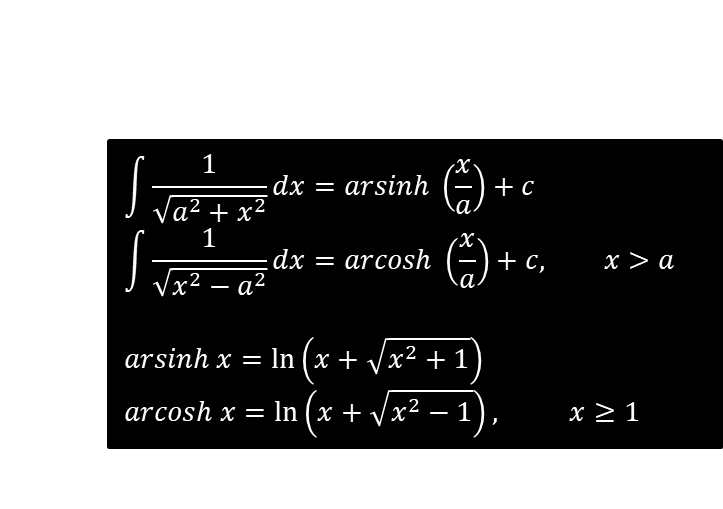 ∫ 1/√(a² + x²) dx = arsinh (x/a) + c
∫ 1/√(x² − a²) dx = arcosh (x/a) + c, x > a
arsinh x = ln (x + √(x² + 1))
arcosh x = ln (x + √(x² − 1)), x ≥ 1